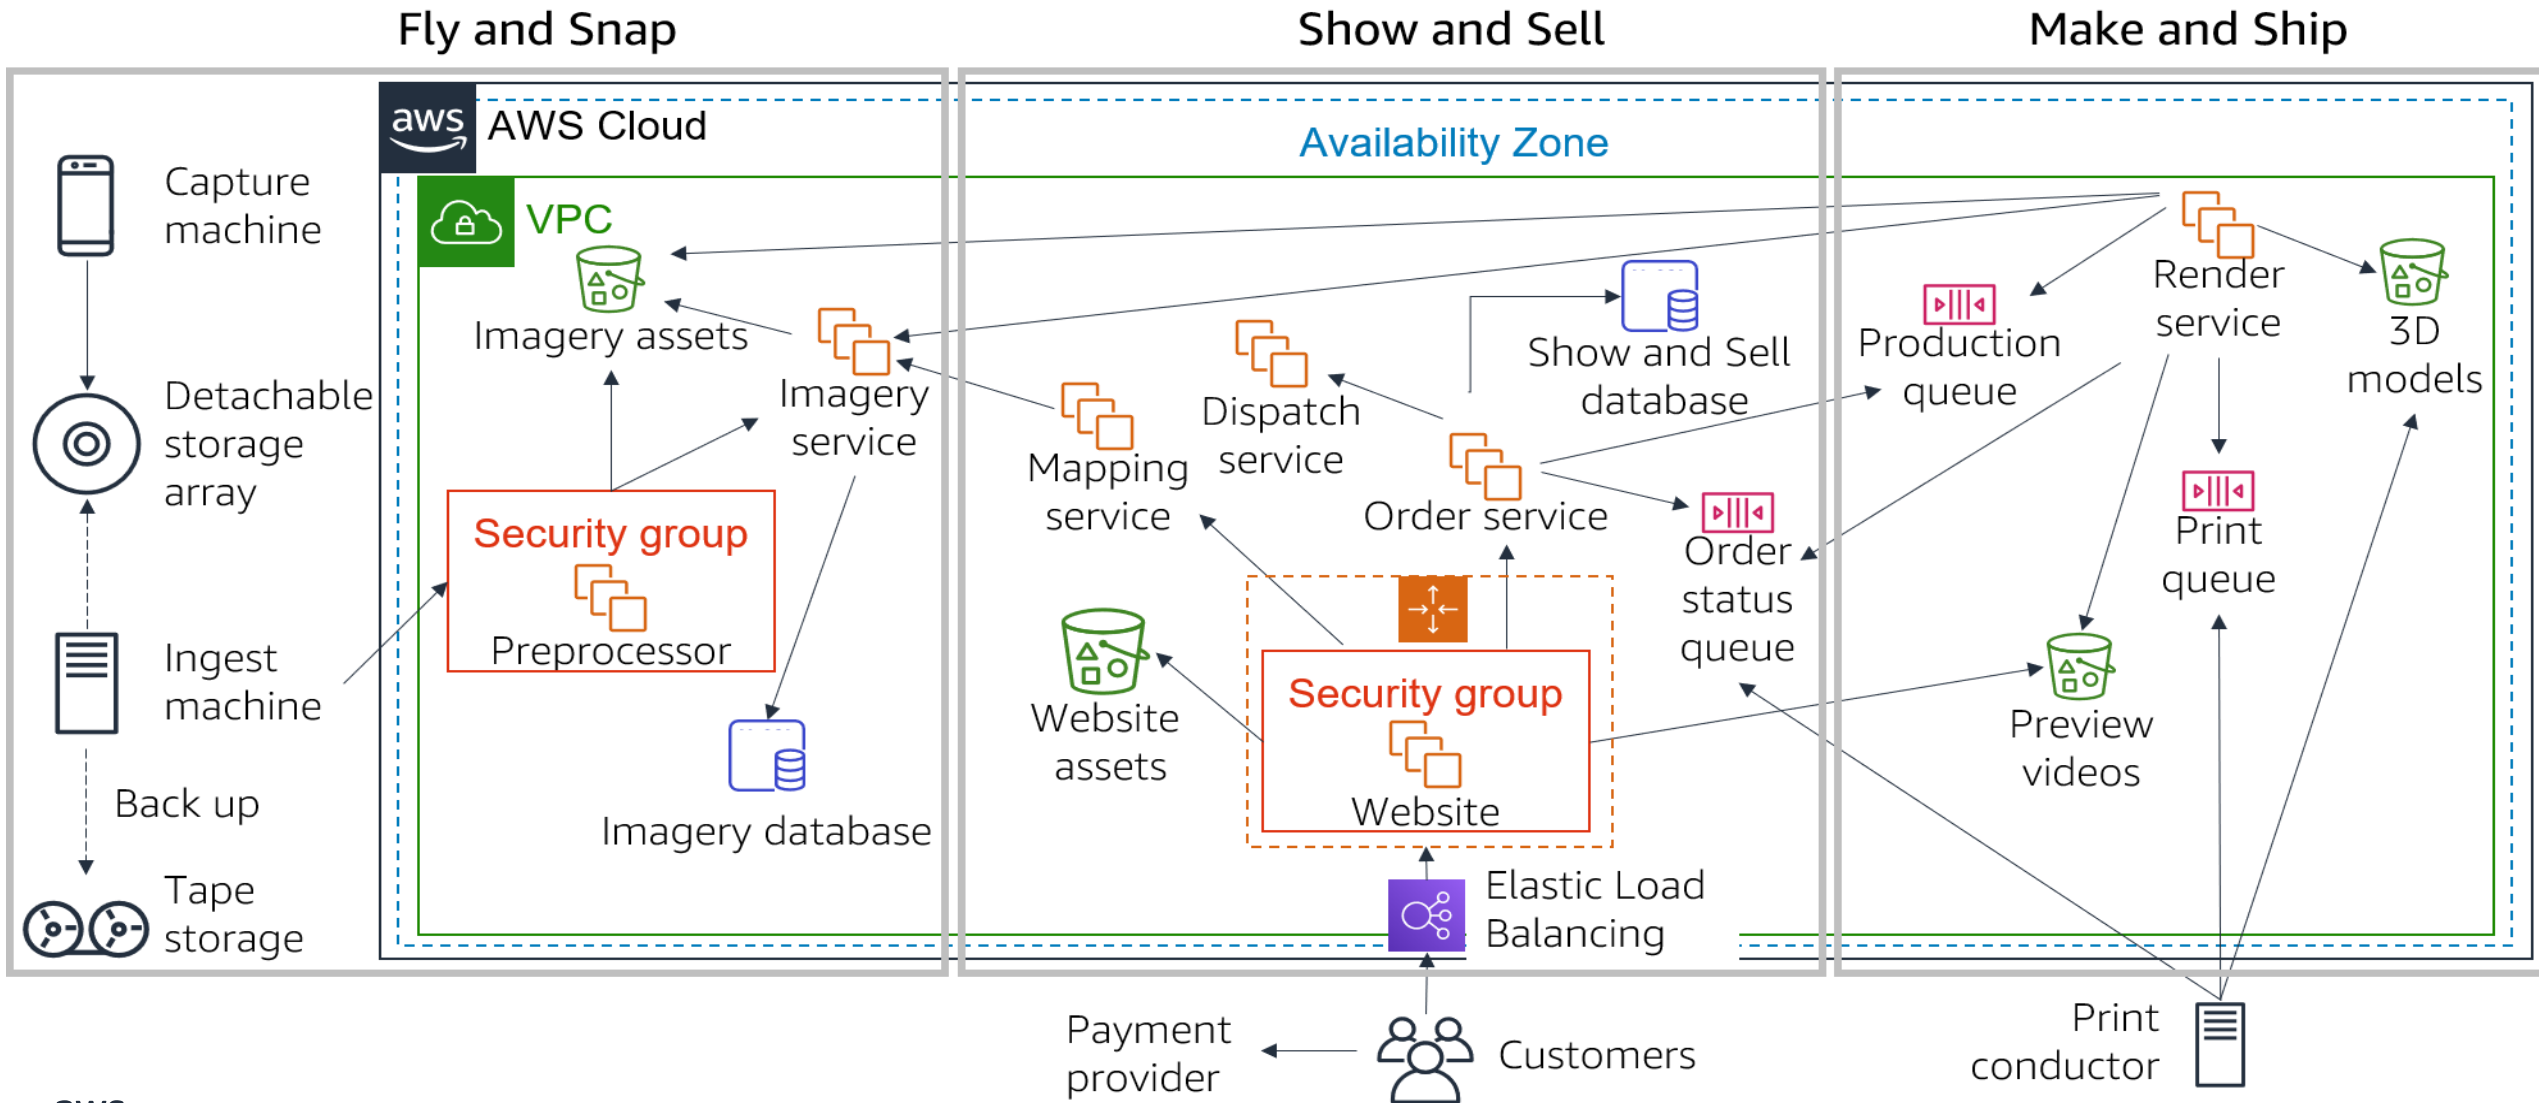 Fly and Snap
Show and Sell
Make and Ship
aws
AWS Cloud
Availability Zone
VPC
Capture
machine
Detachable
storage
array
Ingest
machine
Back up
Tape
storage
Imagery assets
Imagery
service
Security group
Preprocessor
Imagery database
Mapping
service
Dispatch
service
Show and Sell
database
Order service
Order
status
queue
Website
assets
Security group
Website
Elastic Load
Balancing
Payment
provider
Customers
Production
queue
Render
service
3D
models
Print
queue
Preview
videos
Print
conductor
aws